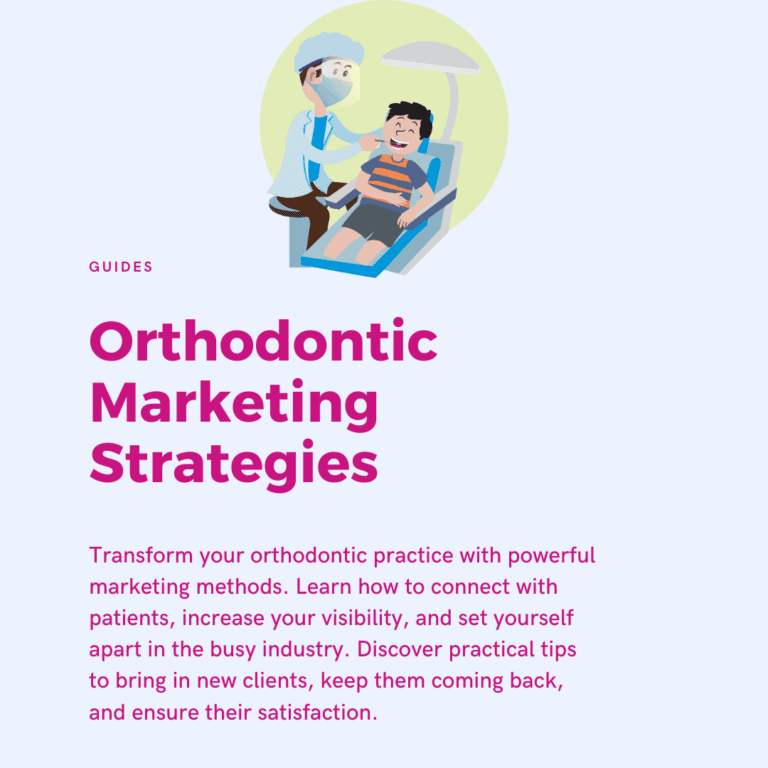 GUIDES
Orthodontic
Marketing
Strategies
Transform your orthodontic practice with powerful
marketing methods. Learn how to connect with
patients, increase your visibility, and set yourself
apart in the busy industry. Discover practical tips
to bring in new clients, keep them coming back,
and ensure their satisfaction.